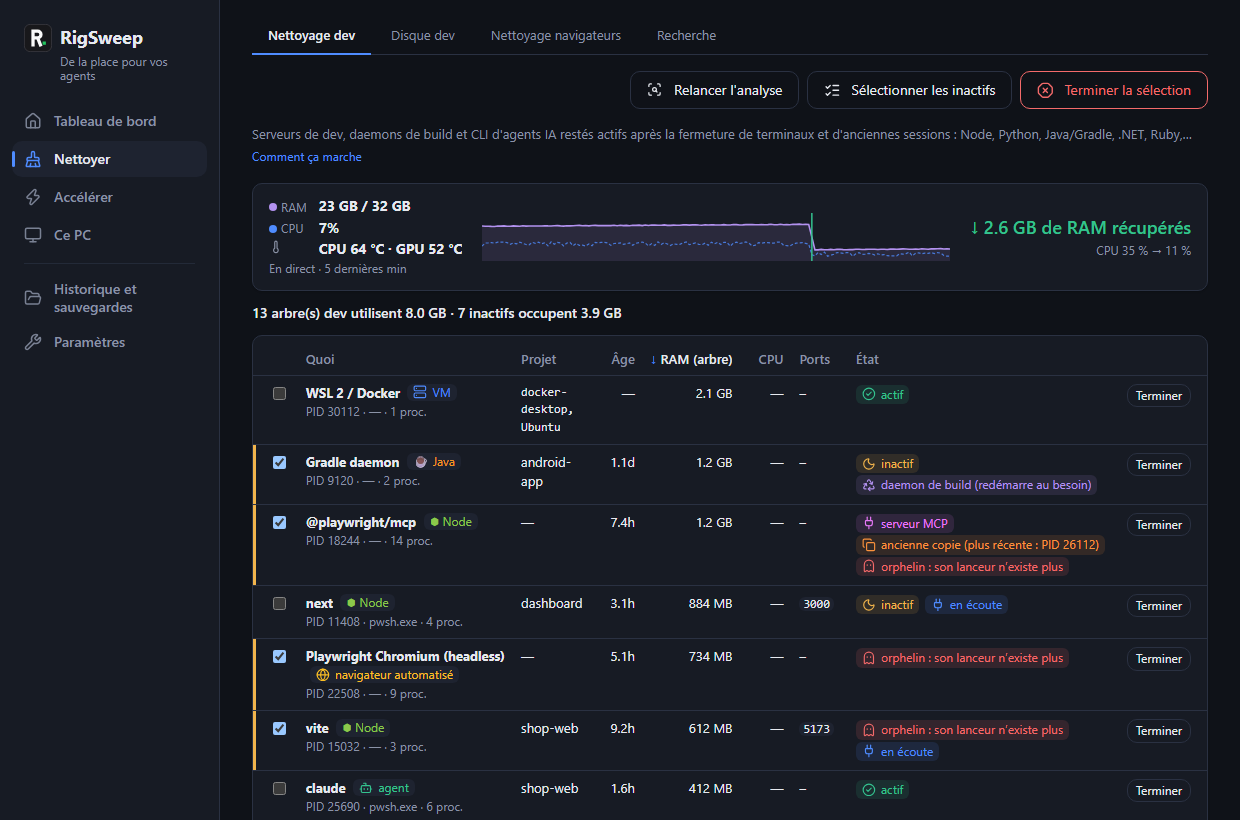 RigSweep
De la place pour vos
agents
Tableau de bord
Nettoyer
Accélérer
Ce PC
Historique et
sauvegardes
Paramètres
Nettoyage dev
Disque dev
Nettoyage navigateurs
Recherche
Relancer l'analyse
Sélectionner les inactifs
Terminer la sélection
Serveurs de dev, daemons de build et CLI d'agents IA restés actifs après la fermeture de terminaux et d'anciennes sessions : Node, Python, Java/Gradle, .NET, Ruby,...
Comment ça marche
RAM 23 GB / 32 GB
CPU 7%
CPU 64 °C · GPU 52 °C
En direct · 5 dernières min
↓ 2.6 GB de RAM récupérés
CPU 35 % → 11 %
13 arbre(s) dev utilisent 8.0 GB · 7 inactifs occupent 3.9 GB
Quoi Projet Âge ↓ RAM (arbre) CPU Ports État
WSL 2 / Docker VM
PID 30112 · — · 1 proc.
docker-
desktop,
Ubuntu
— 2.1 GB — –
actif
Terminer
Gradle daemon Java
PID 9120 · — · 2 proc.
android-
app
1.1d 1.2 GB — –
inactif
daemon de build (redémarre au besoin)
Terminer
@playwright/mcp Node
PID 18244 · — · 14 proc.
— 7.4h 1.2 GB — –
serveur MCP
ancienne copie (plus récente : PID 26112)
orphelin : son lanceur n’existe plus
Terminer
next Node
PID 11408 · pwsh.exe · 4 proc.
dashboard 3.1h 884 MB — 3000
inactif en écoute
Terminer
Playwright Chromium (headless)
navigateur automatisé
PID 22508 · — · 9 proc.
— 5.1h 734 MB — –
orphelin : son lanceur n’existe plus
Terminer
vite Node
PID 15032 · — · 3 proc.
shop-web 9.2h 612 MB — 5173
orphelin : son lanceur n’existe plus
en écoute
Terminer
claude agent
PID 25690 · pwsh.exe · 6 proc.
shop-web 1.6h 412 MB — –
actif
Terminer